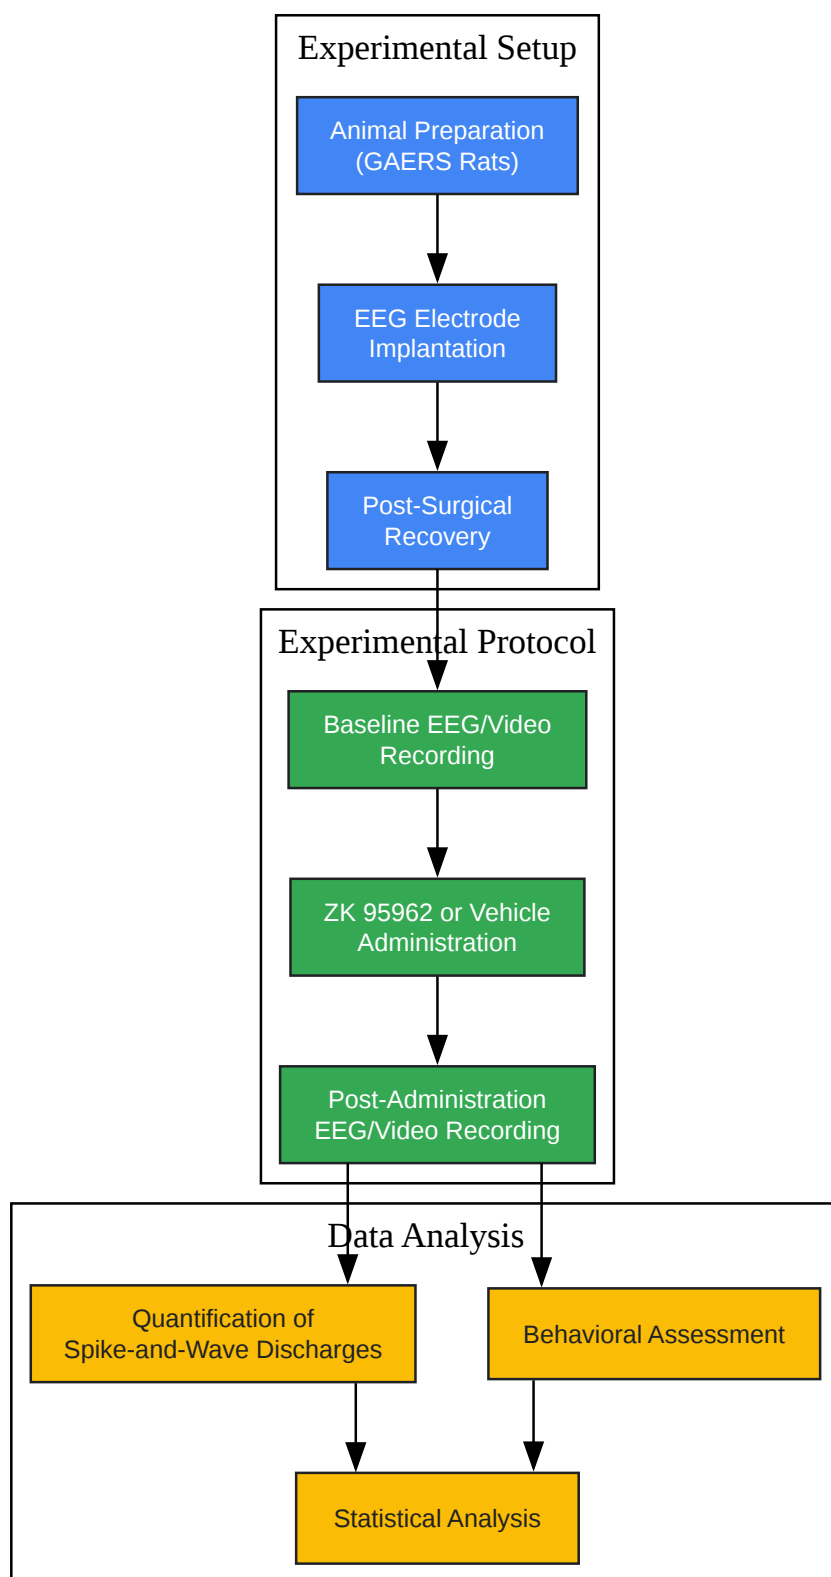 Experimental Setup
Animal Preparation
(GAERS Rats)
EEG Electrode
Implantation
Post-Surgical
Recovery
Experimental Protocol
Baseline EEG/Video
Recording
ZK 95962 or Vehicle
Administration
Post-Administration
EEG/Video Recording
Data Analysis
Quantification of
Spike-and-Wave Discharges
Behavioral Assessment
Statistical Analysis